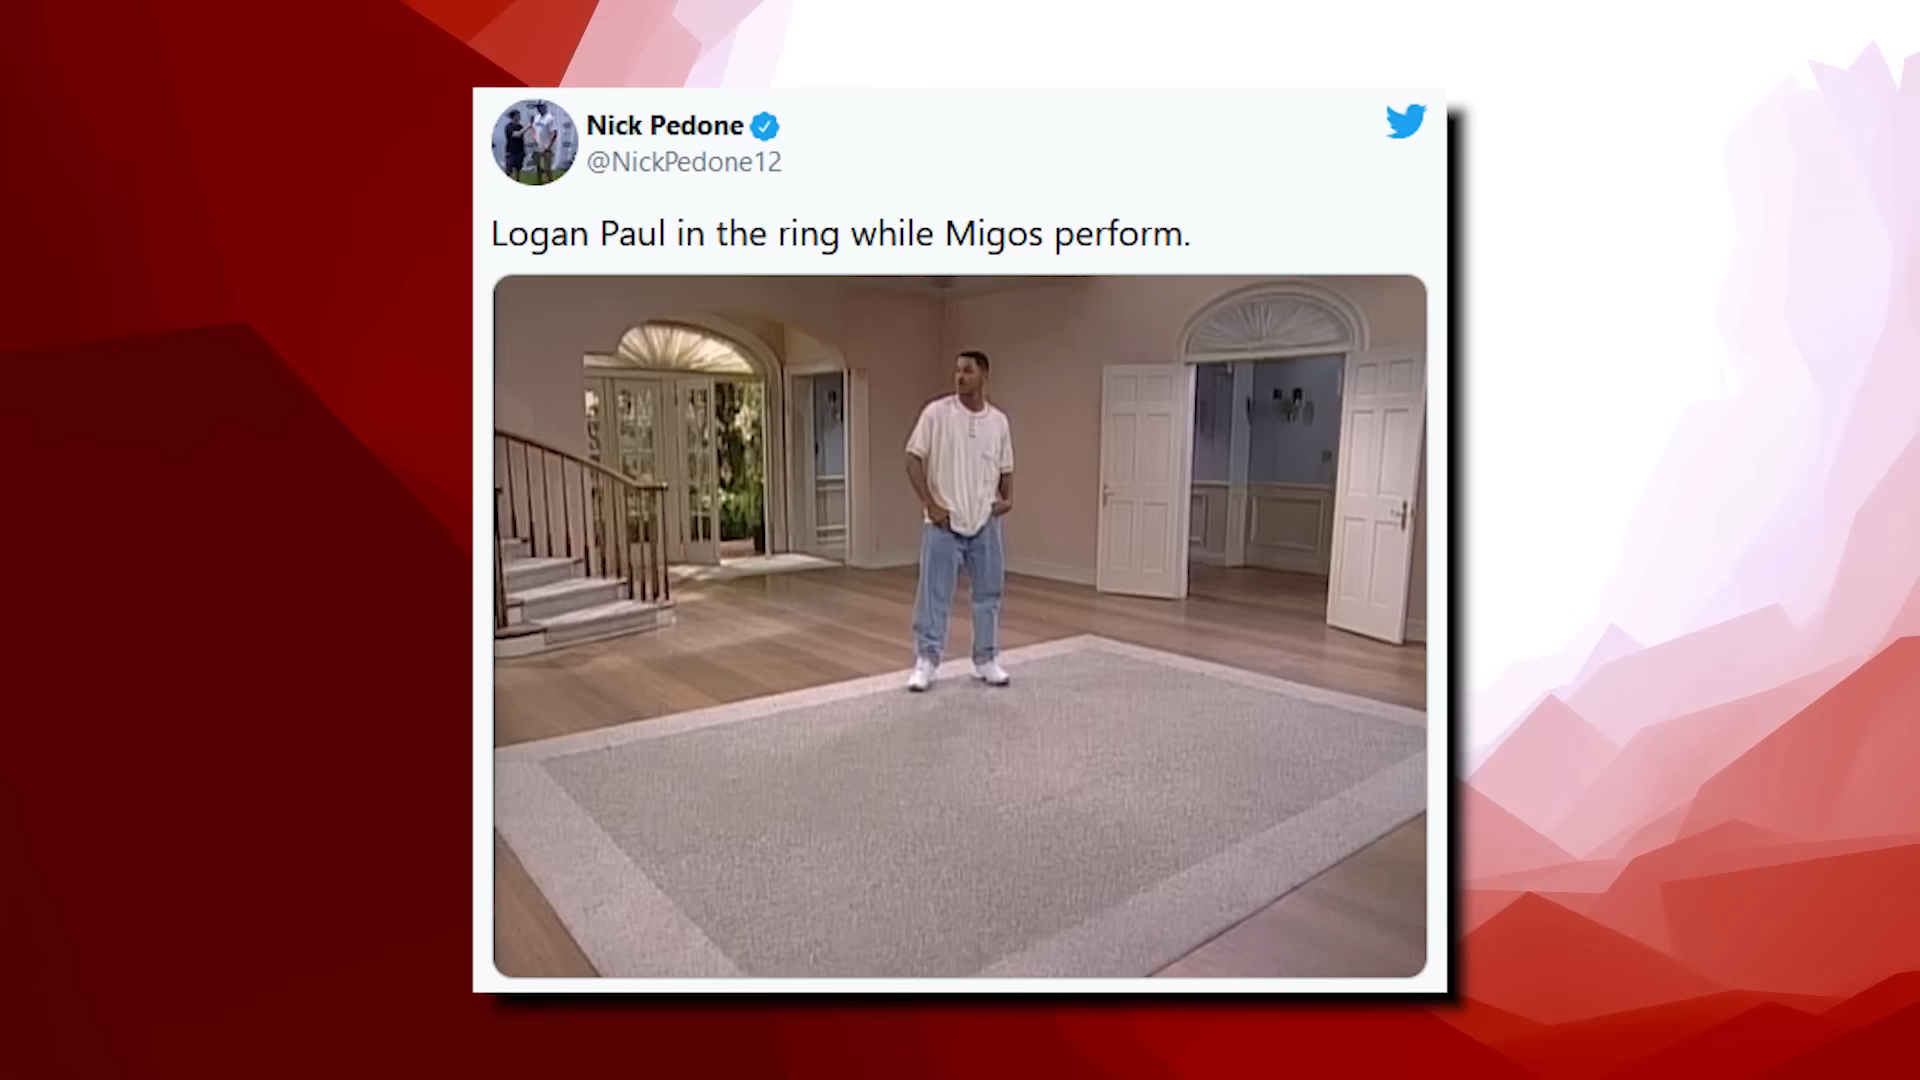 Nick Pedone
@NickPedone12
Logan Paul in the ring while Migos perform.